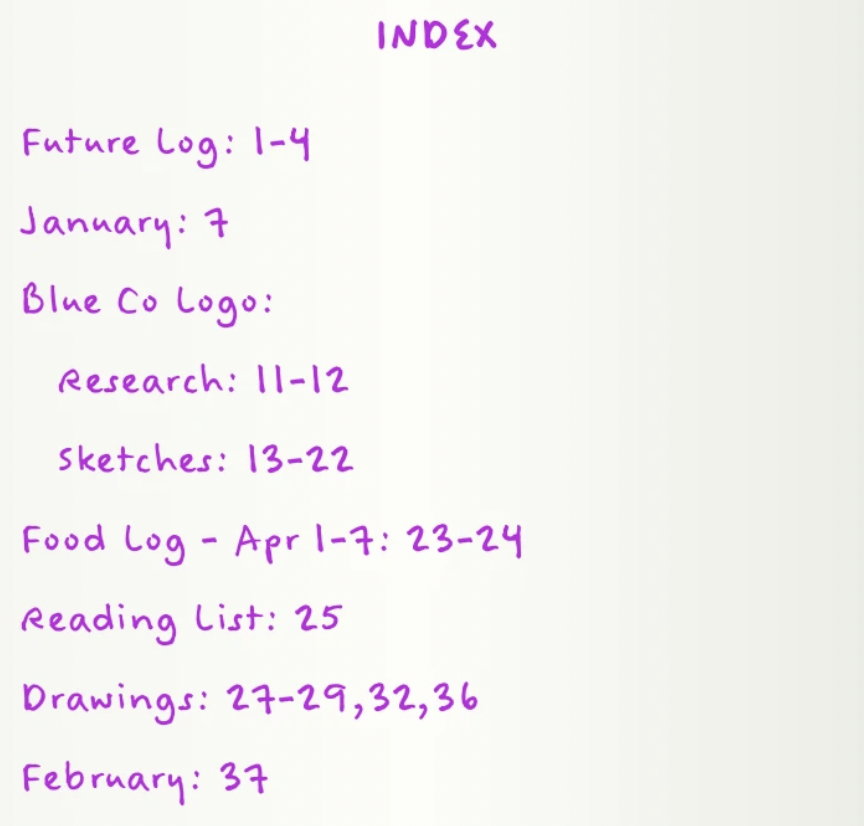 INDEX
Future Log: 1-4
January: 7
Blue Co Logo:
Research: 11-12
Sketches: 13-22
Food Log - Apr 1-7: 23-24
Reading List: 25
Drawings: 27-29,32,36
February: 37